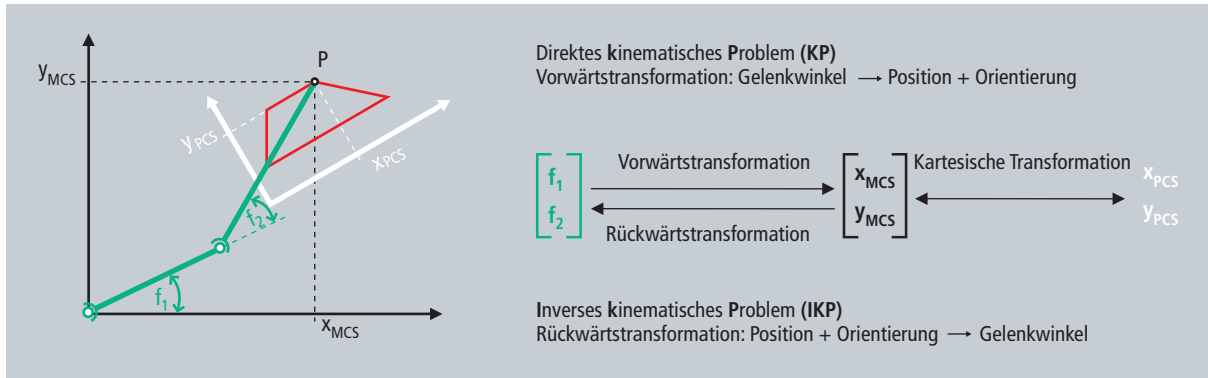 y_MCS
P
y_PCS
x_PCS
f_2
f_1
x_MCS
Direktes kinematisches Problem (KP)
Vorwärtstransformation: Gelenkwinkel → Position + Orientierung
Vorwärtstransformation
Kartesische Transformation
f_1
x_MCS
x_PCS
f_2
y_MCS
y_PCS
Rückwärtstransformation
Inverses kinematisches Problem (IKP)
Rückwärtstransformation: Position + Orientierung → Gelenkwinkel